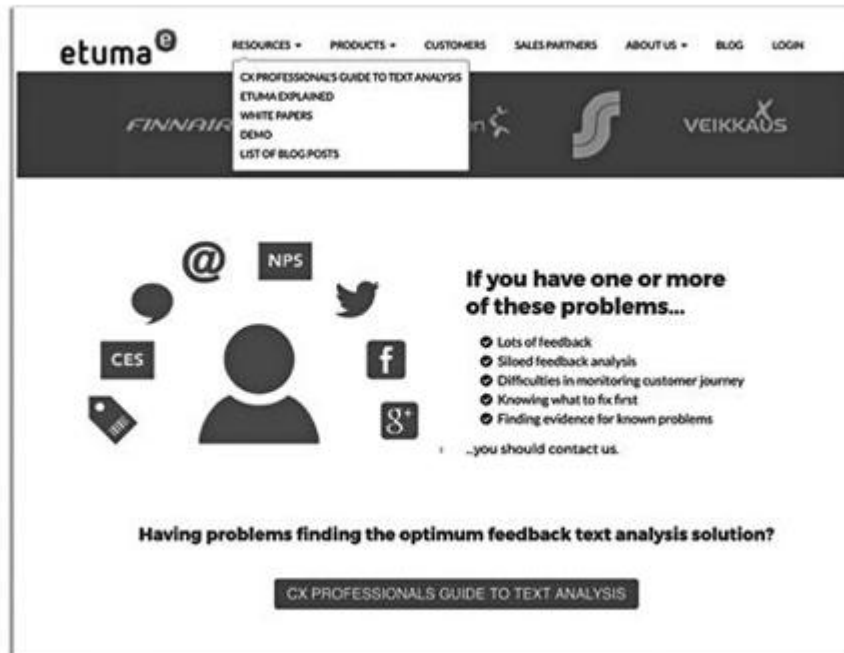 etuma e
RESOURCES PRODUCTS CUSTOMERS SALES PARTNERS ABOUT US BLOG LOGIN
CX PROFESSIONAL'S GUIDE TO TEXT ANALYSIS
ETUMA EXPLAINED
WHITE PAPERS
DEMO
LIST OF BLOG POSTS
FINNAIR
VEIKKAUS
@ NPS
CES
f
g+
If you have one or more
of these problems...
Lots of feedback
Siloed feedback analysis
Difficulties in monitoring customer journey
Knowing what to fix first
Finding evidence for known problems
...you should contact us.
Having problems finding the optimum feedback text analysis solution?
CX PROFESSIONALS GUIDE TO TEXT ANALYSIS